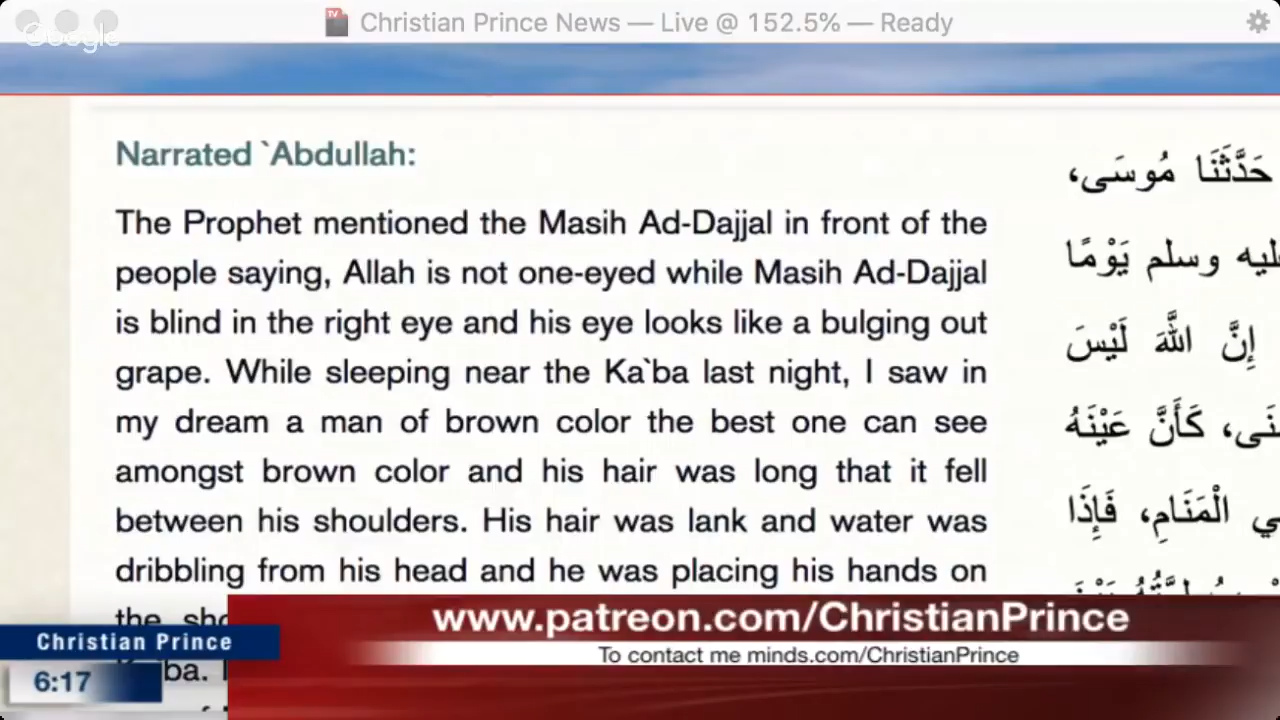 Christian Prince News — Live @ 152.5% — Ready
Google
Narrated `Abdullah:
The Prophet mentioned the Masih Ad-Dajjal in front of the
people saying, Allah is not one-eyed while Masih Ad-Dajjal
is blind in the right eye and his eye looks like a bulging out
grape. While sleeping near the Ka`ba last night, I saw in
my dream a man of brown color the best one can see
amongst brown color and his hair was long that it fell
between his shoulders. His hair was lank and water was
dribbling from his head and he was placing his hands on
the
حَدَّثَنَا مُوسَى،
وسلم يَوْمًا
إِنَّ اللَّهَ لَيْسَ
كَأَنَّ عَيْنَهُ
الْمَنَامِ، فَإِذَا
www.patreon.com/ChristianPrince
To contact me minds.com/ChristianPrince
Christian Prince
6:17